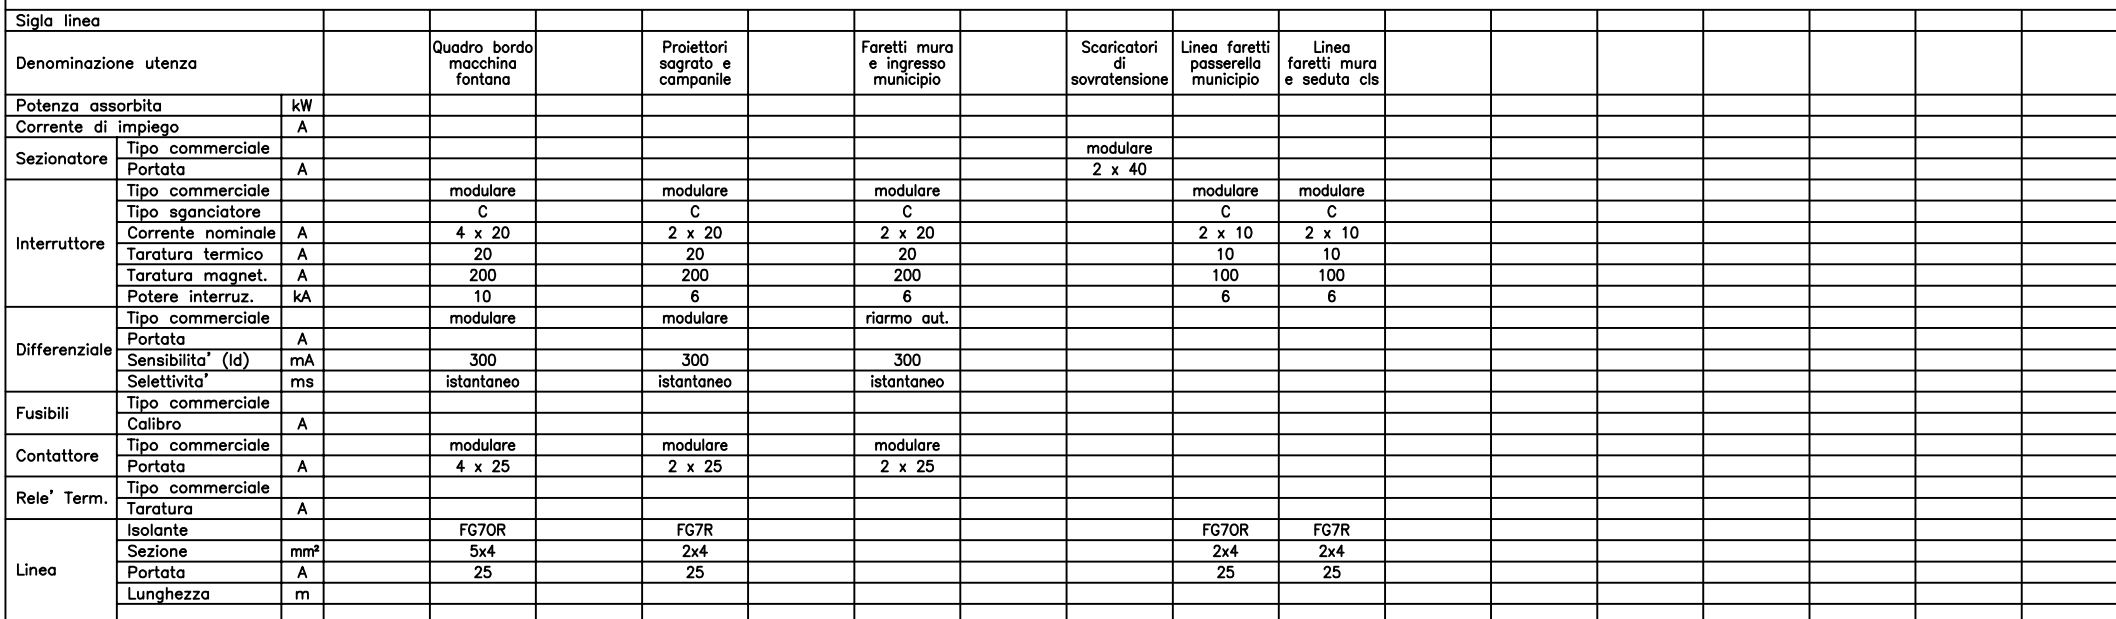 Sigla linea
Denominazione utenza
Quadro bordo
macchina
fontana
Proiettori
sagrato e
campanile
Faretti mura
e ingresso
municipio
Scaricatori
di
sovratensione
Linea faretti
passerella
municipio
Linea
faretti mura
e seduta cls
Potenza assorbita kW
Corrente di impiego A
Sezionatore
Tipo commerciale modulare
Portata A 2 x 40
Interruttore
Tipo commerciale modulare modulare modulare modulare modulare
Tipo sganciatore C C C C C
Corrente nominale A 4 x 20 2 x 20 2 x 20 2 x 10 2 x 10
Taratura termico A 20 20 20 10 10
Taratura magnet. A 200 200 200 100 100
Potere interruz. kA 10 6 6 6 6
Differenziale
Tipo commerciale modulare modulare riarmo aut.
Portata A
Sensibilita' (Id) mA 300 300 300
Selettivita' ms istantaneo istantaneo istantaneo
Fusibili
Tipo commerciale
Calibro A
Contattore
Tipo commerciale modulare modulare modulare
Portata A 4 x 25 2 x 25 2 x 25
Rele' Term.
Tipo commerciale
Taratura A
Linea
Isolante FG7OR FG7R FG7OR FG7R
Sezione mm² 5x4 2x4 2x4 2x4
Portata A 25 25 25 25
Lunghezza m